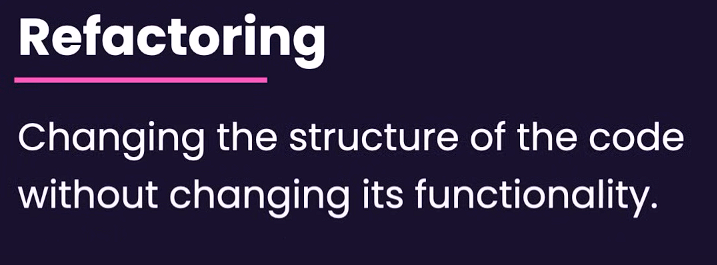 Refactoring
Changing the structure of the code
without changing its functionality.